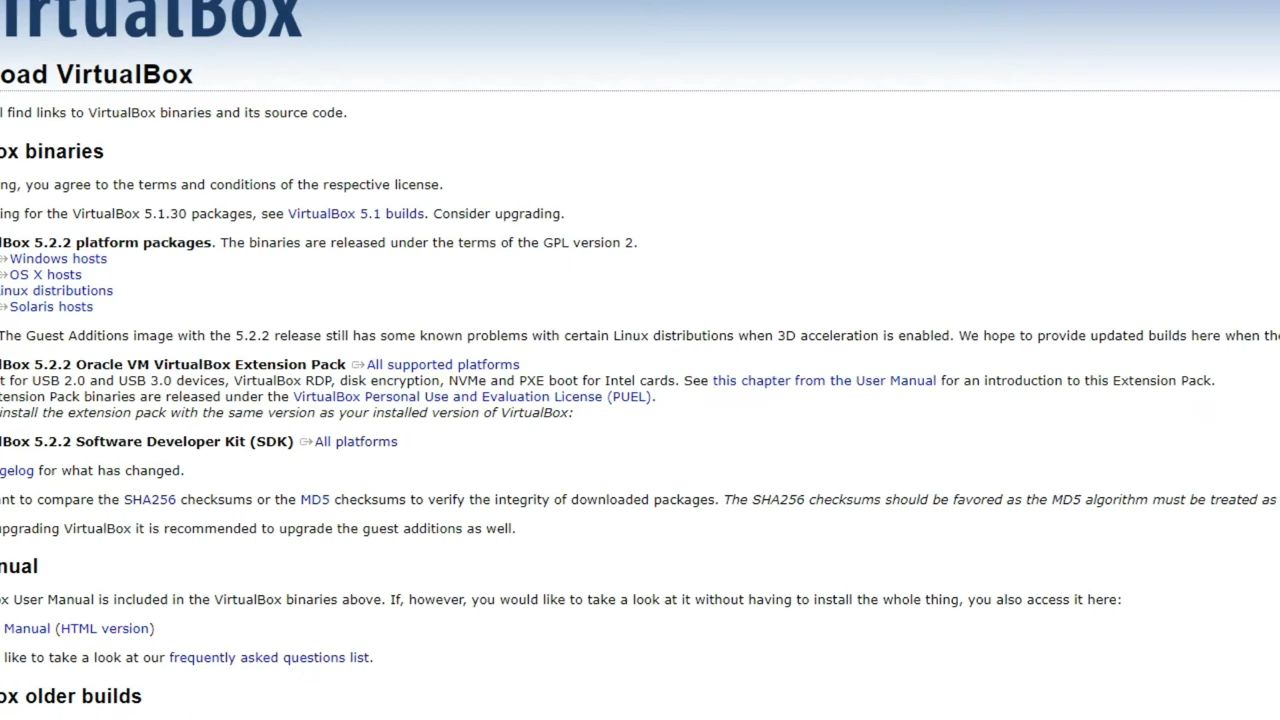 irtualBox
oad VirtualBox
l find links to VirtualBox binaries and its source code.
ox binaries
ng, you agree to the terms and conditions of the respective license.
ing for the VirtualBox 5.1.30 packages, see VirtualBox 5.1 builds. Consider upgrading.
lBox 5.2.2 platform packages. The binaries are released under the terms of the GPL version 2.
Windows hosts
OS X hosts
inux distributions
Solaris hosts
The Guest Additions image with the 5.2.2 release still has some known problems with certain Linux distributions when 3D acceleration is enabled. We hope to provide updated builds here when the
lBox 5.2.2 Oracle VM VirtualBox Extension Pack All supported platforms
t for USB 2.0 and USB 3.0 devices, VirtualBox RDP, disk encryption, NVMe and PXE boot for Intel cards. See this chapter from the User Manual for an introduction to this Extension Pack.
tension Pack binaries are released under the VirtualBox Personal Use and Evaluation License (PUEL).
install the extension pack with the same version as your installed version of VirtualBox:
lBox 5.2.2 Software Developer Kit (SDK) All platforms
gelog for what has changed.
nt to compare the SHA256 checksums or the MD5 checksums to verify the integrity of downloaded packages. The SHA256 checksums should be favored as the MD5 algorithm must be treated as
upgrading VirtualBox it is recommended to upgrade the guest additions as well.
nual
ox User Manual is included in the VirtualBox binaries above. If, however, you would like to take a look at it without having to install the whole thing, you also access it here:
Manual (HTML version)
like to take a look at our frequently asked questions list.
ox older builds